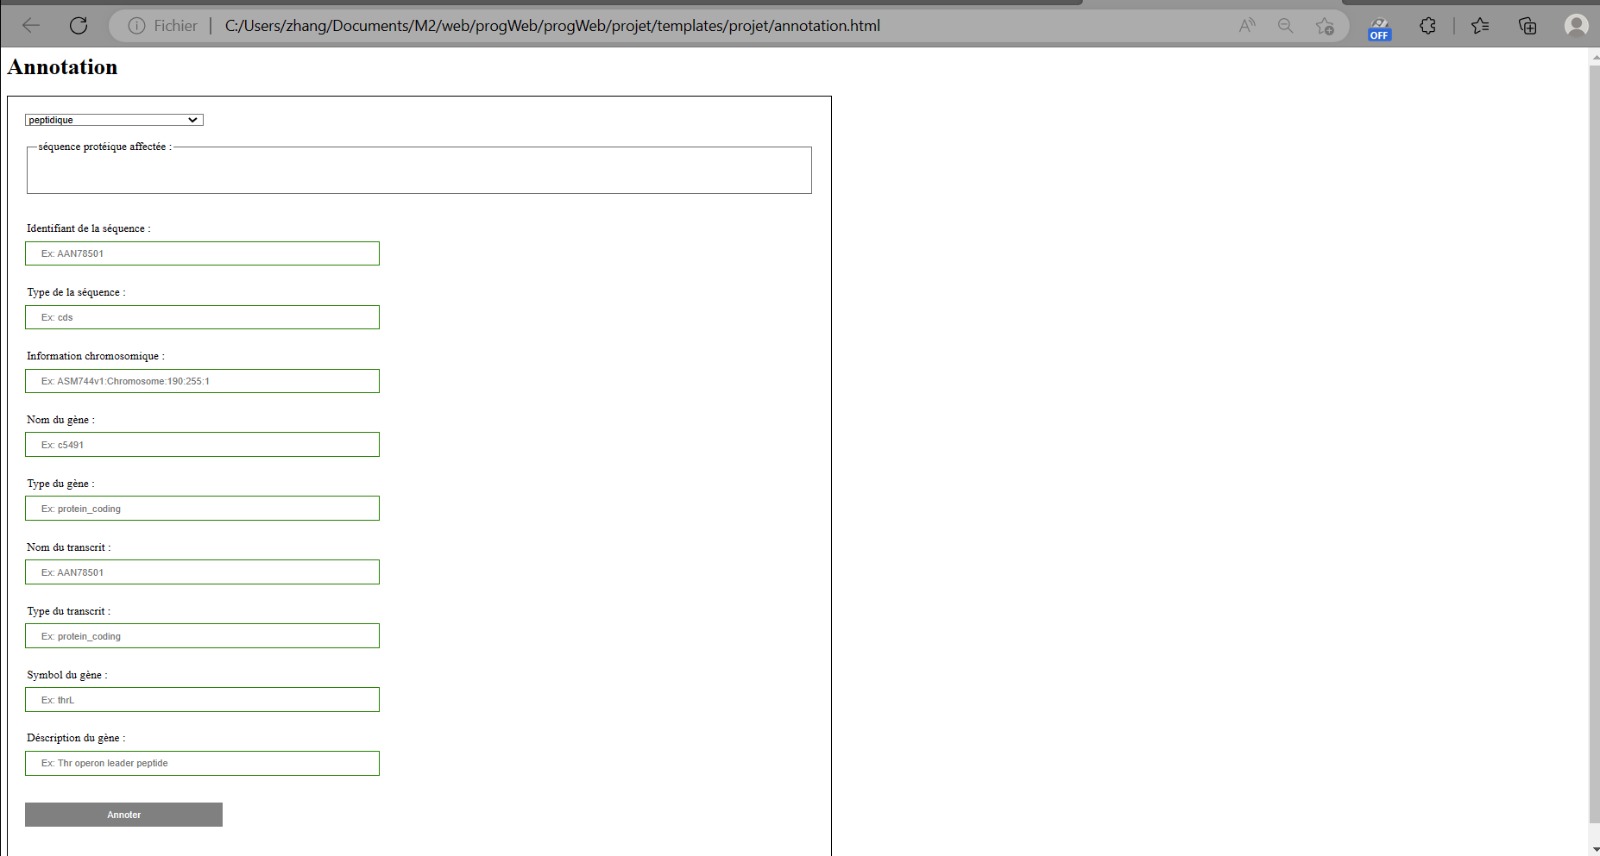 Fichier | C:/Users/zhang/Documents/M2/web/progWeb/progWeb/projet/templates/projet/annotation.html
OFF
Annotation
peptidique
séquence protéique affectée :
Identifiant de la séquence :
Ex: AAN78501
Type de la séquence :
Ex: cds
Information chromosomique :
Ex: ASM744v1:Chromosome:190:255:1
Nom du gène :
Ex: c5491
Type du gène :
Ex: protein_coding
Nom du transcrit :
Ex: AAN78501
Type du transcrit :
Ex: protein_coding
Symbol du gène :
Ex: thrL
Déscription du gène :
Ex: Thr operon leader peptide
Annoter